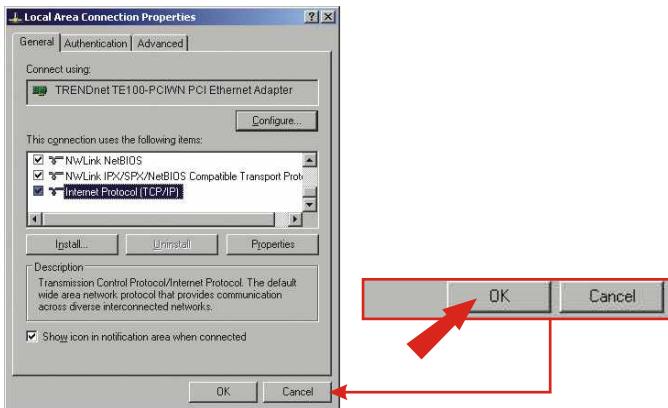 Local Area Connection Properties
General Authentication Advanced
Connect using:
TRENDnet TE100-PCIWN PCI Ethernet Adapter
Configure...
This connection uses the following items:
NWLink NetBIOS
NWLink IPX/SPX/NetBIOS Compatible Transport Proto
Internet Protocol (TCP/IP)
Install... Uninstall Properties
Description
Transmission Control Protocol/Internet Protocol. The default
wide area network protocol that provides communication
across diverse interconnected networks.
Show icon in notification area when connected
OK Cancel
OK Cancel